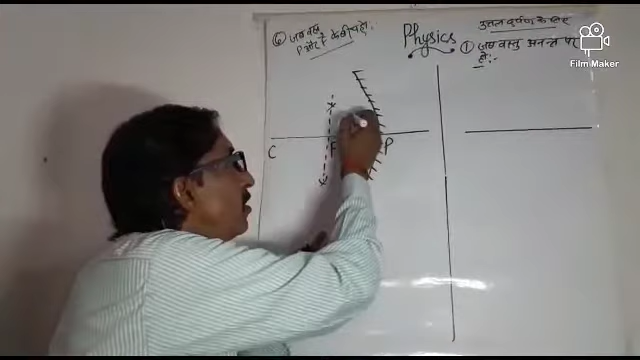 ⑥ जब वस्तु
P और F के बीच हो:
Physics
उत्तल दर्पण के लिए
① जब वस्तु अनन्त पर
हो:-
Film Maker
C
F
P